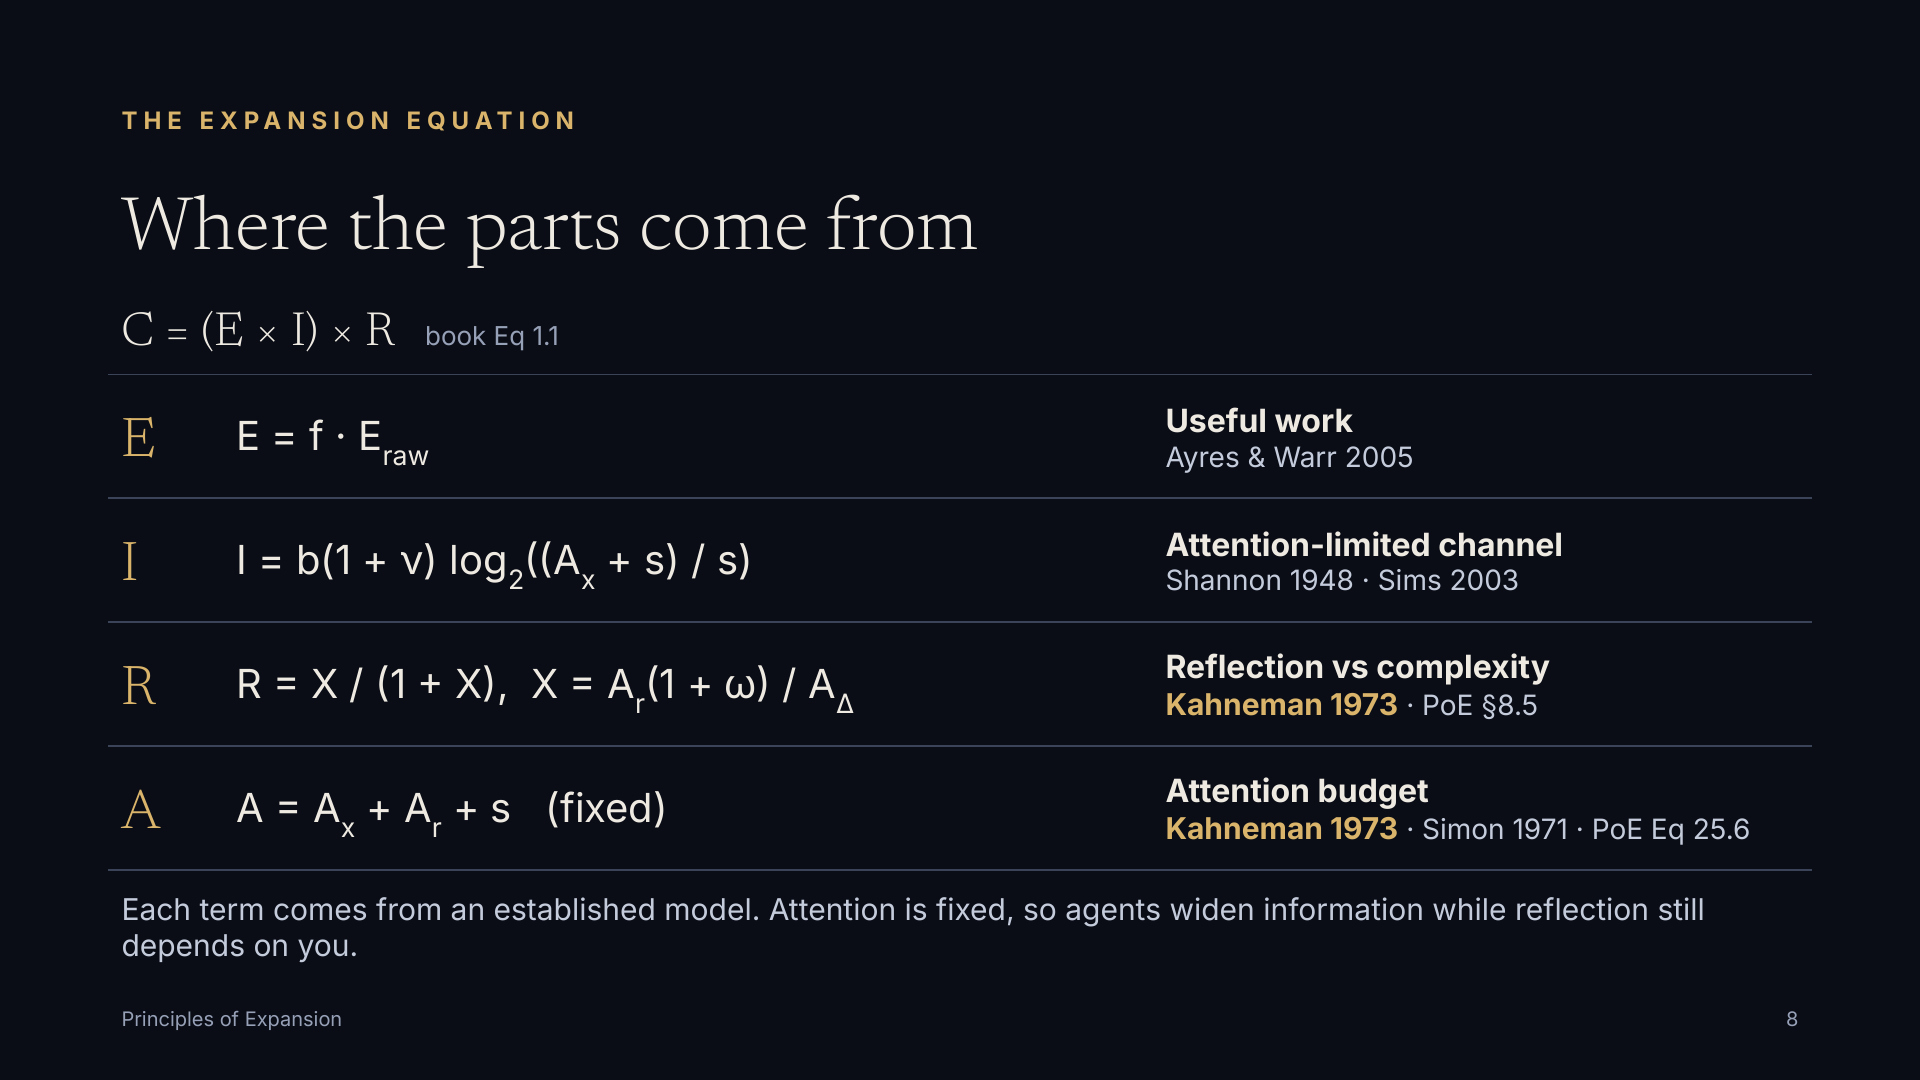 THE EXPANSION EQUATION
Where the parts come from
C = (E × I) × R book Eq 1.1
E E = f · E_raw Useful work
Ayres & Warr 2005
I I = b(1 + ν) log₂((Aₓ + s) / s) Attention-limited channel
Shannon 1948 · Sims 2003
R R = X / (1 + X), X = Aᵣ(1 + ω) / A_Δ Reflection vs complexity
Kahneman 1973 · PoE §8.5
A A = Aₓ + Aᵣ + s (fixed) Attention budget
Kahneman 1973 · Simon 1971 · PoE Eq 25.6
Each term comes from an established model. Attention is fixed, so agents widen information while reflection still
depends on you.
Principles of Expansion 8